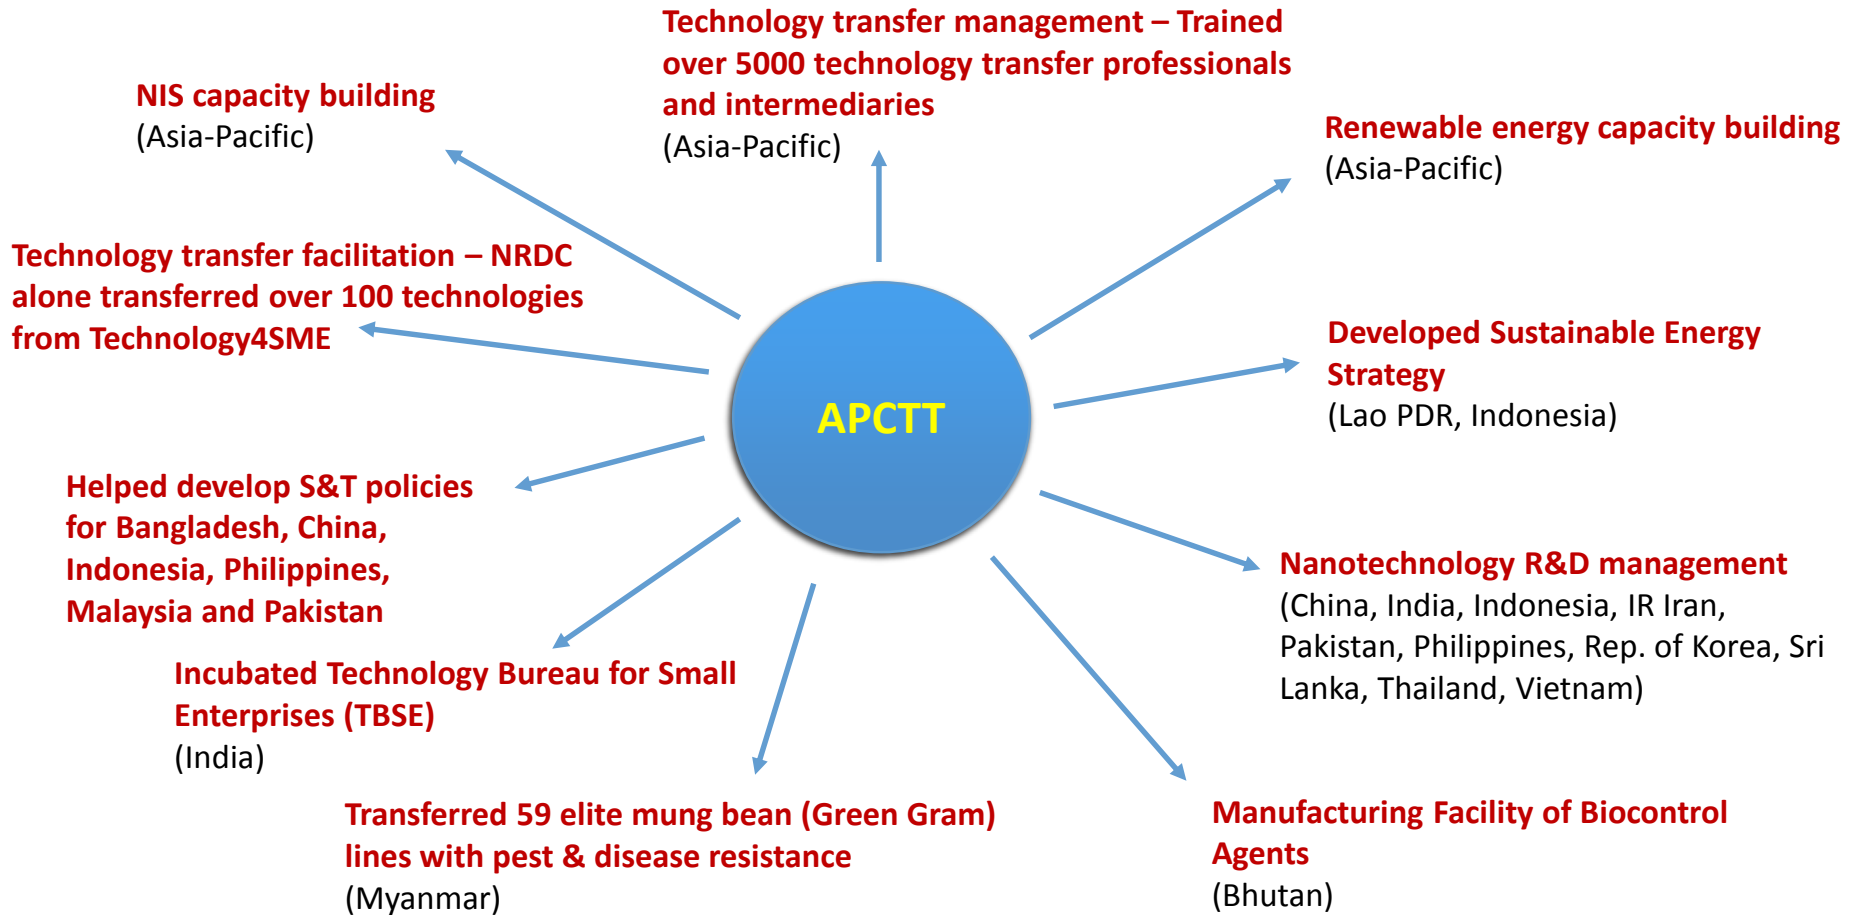 Technology transfer management – Trained
over 5000 technology transfer professionals
and intermediaries
(Asia-Pacific)
NIS capacity building
(Asia-Pacific)
Renewable energy capacity building
(Asia-Pacific)
Technology transfer facilitation – NRDC
alone transferred over 100 technologies
from Technology4SME
Developed Sustainable Energy
Strategy
(Lao PDR, Indonesia)
APCTT
Helped develop S&T policies
for Bangladesh, China,
Indonesia, Philippines,
Malaysia and Pakistan
Nanotechnology R&D management
(China, India, Indonesia, IR Iran,
Pakistan, Philippines, Rep. of Korea, Sri
Lanka, Thailand, Vietnam)
Incubated Technology Bureau for Small
Enterprises (TBSE)
(India)
Transferred 59 elite mung bean (Green Gram)
lines with pest & disease resistance
(Myanmar)
Manufacturing Facility of Biocontrol
Agents
(Bhutan)